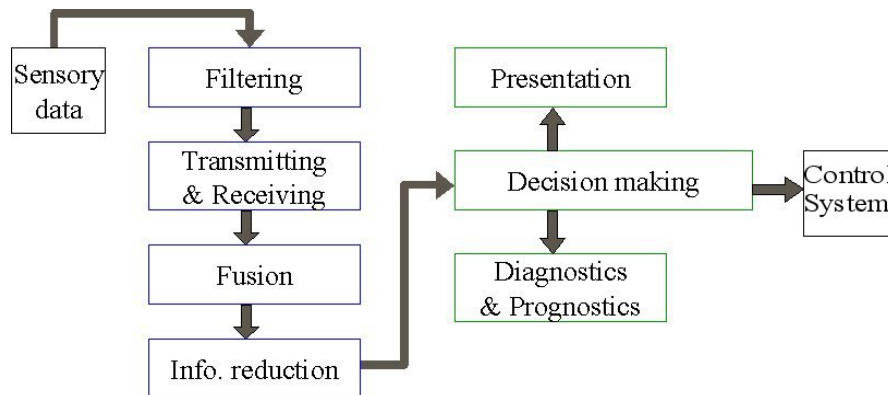 Sensory
data
Filtering
Transmitting
& Receiving
Fusion
Info. reduction
Presentation
Decision making
Diagnostics
& Prognostics
Control
System